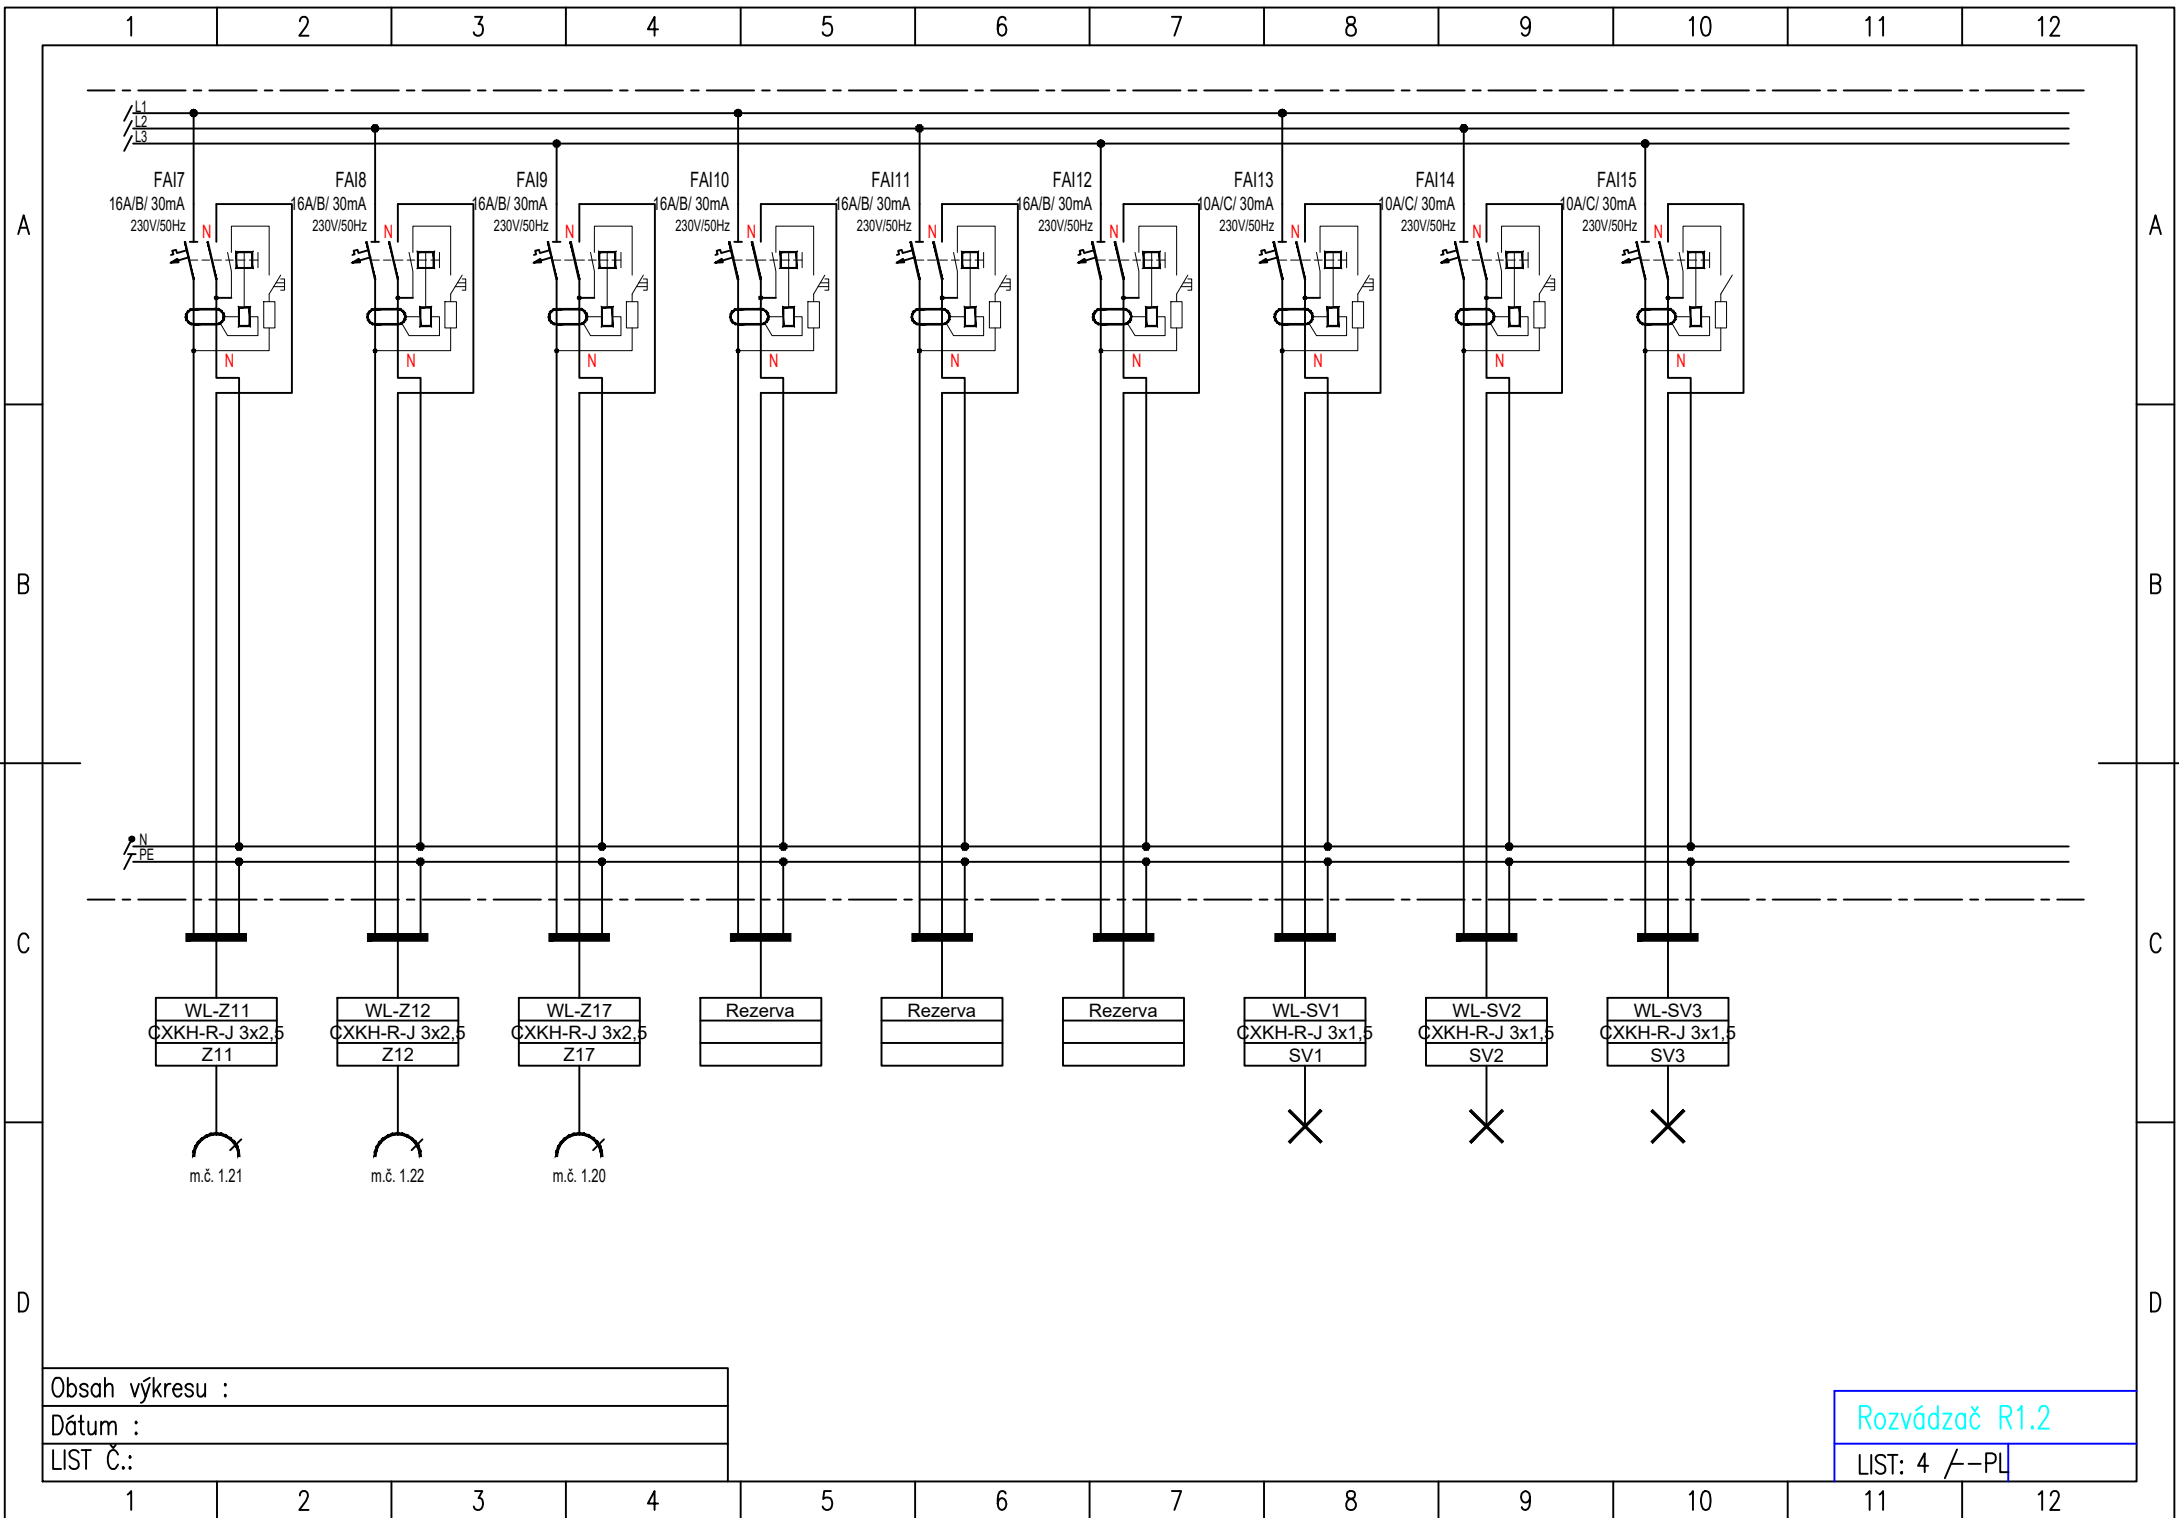 1 2 3 4 5 6 7 8 9 10 11 12
L1
L2
L3
FAI7 FAI8 FAI9 FAI10 FAI11 FAI12 FAI13 FAI14 FAI15
16A/B/ 30mA 16A/B/ 30mA 16A/B/ 30mA 16A/B/ 30mA 16A/B/ 30mA 16A/B/ 30mA 10A/C/ 30mA 10A/C/ 30mA 10A/C/ 30mA
A 230V/50Hz 230V/50Hz 230V/50Hz 230V/50Hz 230V/50Hz 230V/50Hz 230V/50Hz 230V/50Hz 230V/50Hz A
N N N N N N N N N
N N N N N N N N N
B B
N
PE
C C
WL-Z11 WL-Z12 WL-Z17 Rezerva Rezerva Rezerva WL-SV1 WL-SV2 WL-SV3
CXKH-R-J 3x2,5 CXKH-R-J 3x2,5 CXKH-R-J 3x2,5 CXKH-R-J 3x1,5 CXKH-R-J 3x1,5 CXKH-R-J 3x1,5
Z11 Z12 Z17 SV1 SV2 SV3
m.č. 1.21 m.č. 1.22 m.č. 1.20
D D
Obsah výkresu :
Dátum :
LIST Č.:
Rozvádzač R1.2
LIST: 4 /--PL
1 2 3 4 5 6 7 8 9 10 11 12